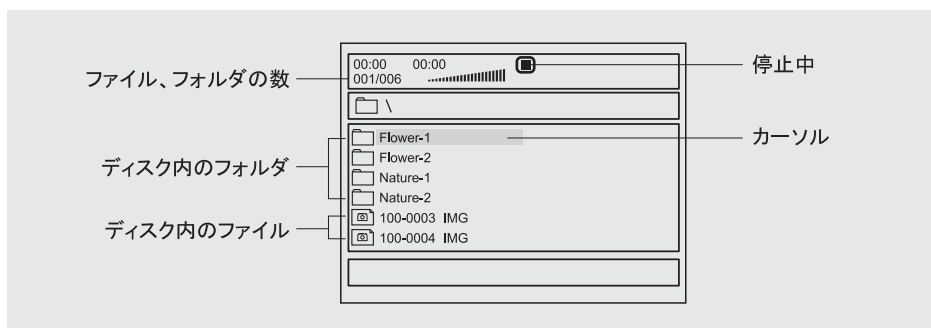 ファイル、フォルダの数
00:00 00:00
001/006
停止中
\
ディスク内のフォルダ
Flower-1
カーソル
Flower-2
Nature-1
Nature-2
ディスク内のファイル
100-0003 IMG
100-0004 IMG